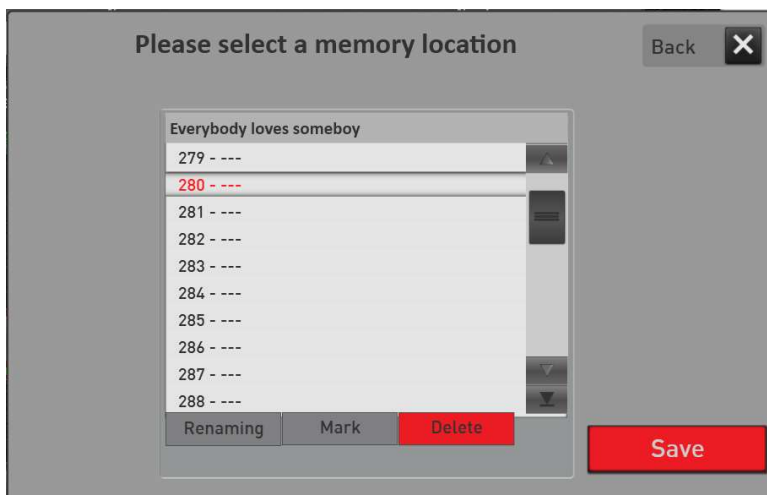 Please select a memory location
Back
Everybody loves someboy
279 - ---
280 - ---
281 - ---
282 - ---
283 - ---
284 - ---
285 - ---
286 - ---
287 - ---
288 - ---
Renaming Mark Delete
Save